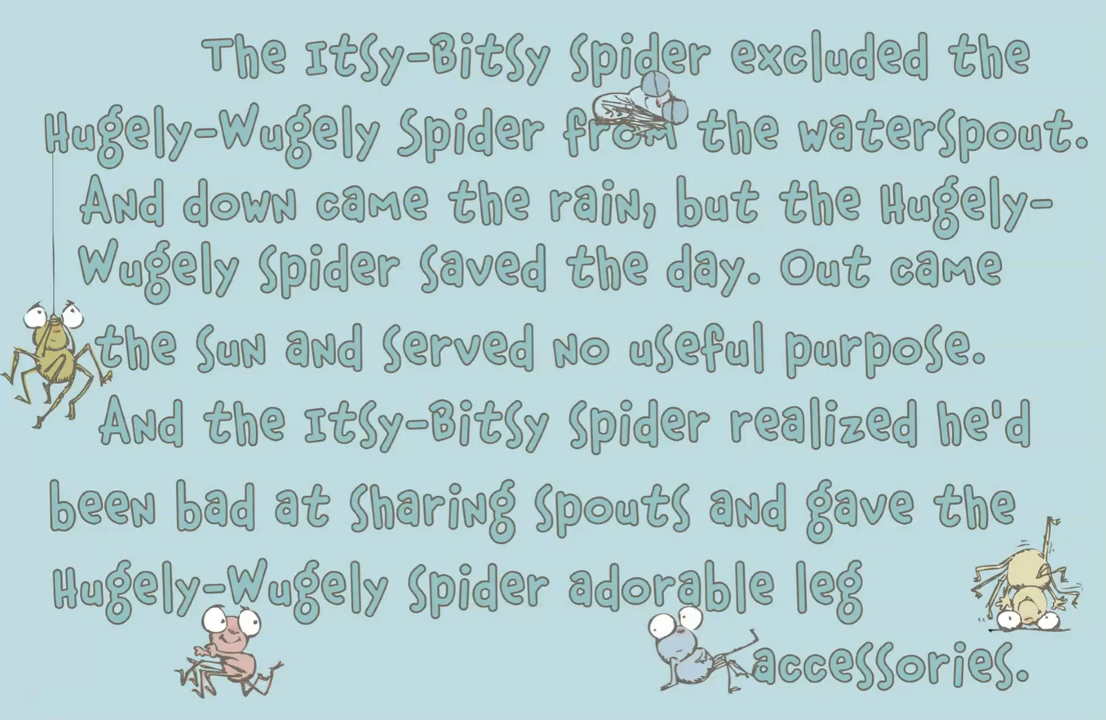 The Itsy-Bitsy Spider excluded the
Hugely-Wugely Spider from the waterspout.
And down came the rain, but the Hugely-
Wugely Spider saved the day. Out came
the sun and served no useful purpose.
And the Itsy-Bitsy Spider realized he'd
been bad at sharing spouts and gave the
Hugely-Wugely Spider adorable leg
accessories.